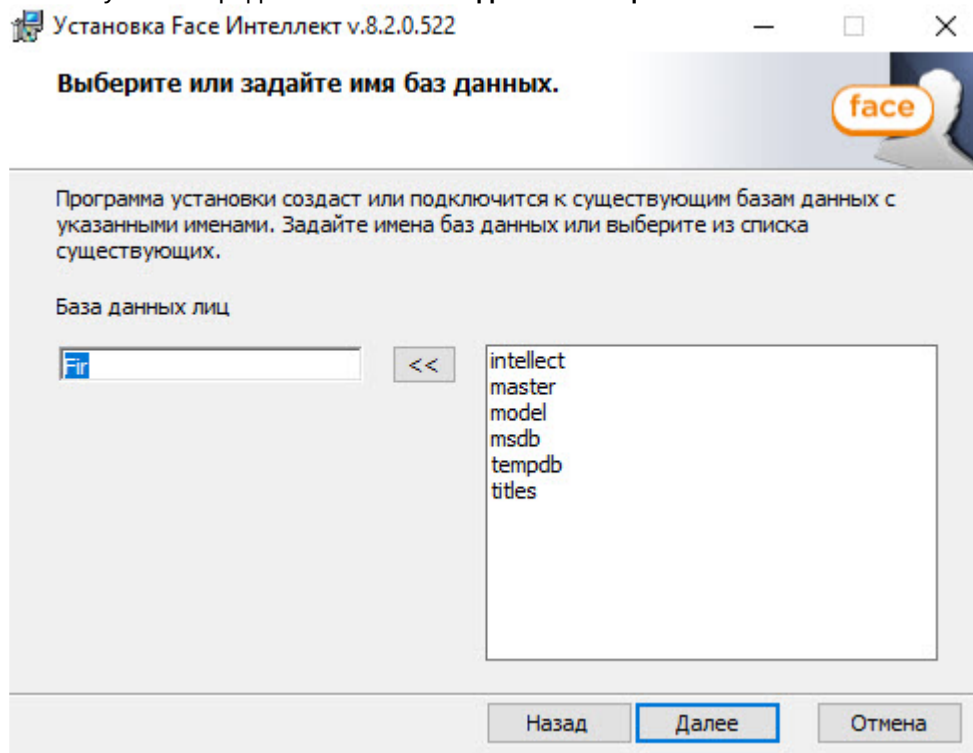 Установка Face Интеллект v.8.2.0.522
Выберите или задайте имя баз данных.
face
Программа установки создаст или подключится к существующим базам данных с
указанными именами. Задайте имена баз данных или выберите из списка
существующих.
База данных лиц
Fir
<<
intellect
master
model
msdb
tempdb
titles
Назад
Далее
Отмена